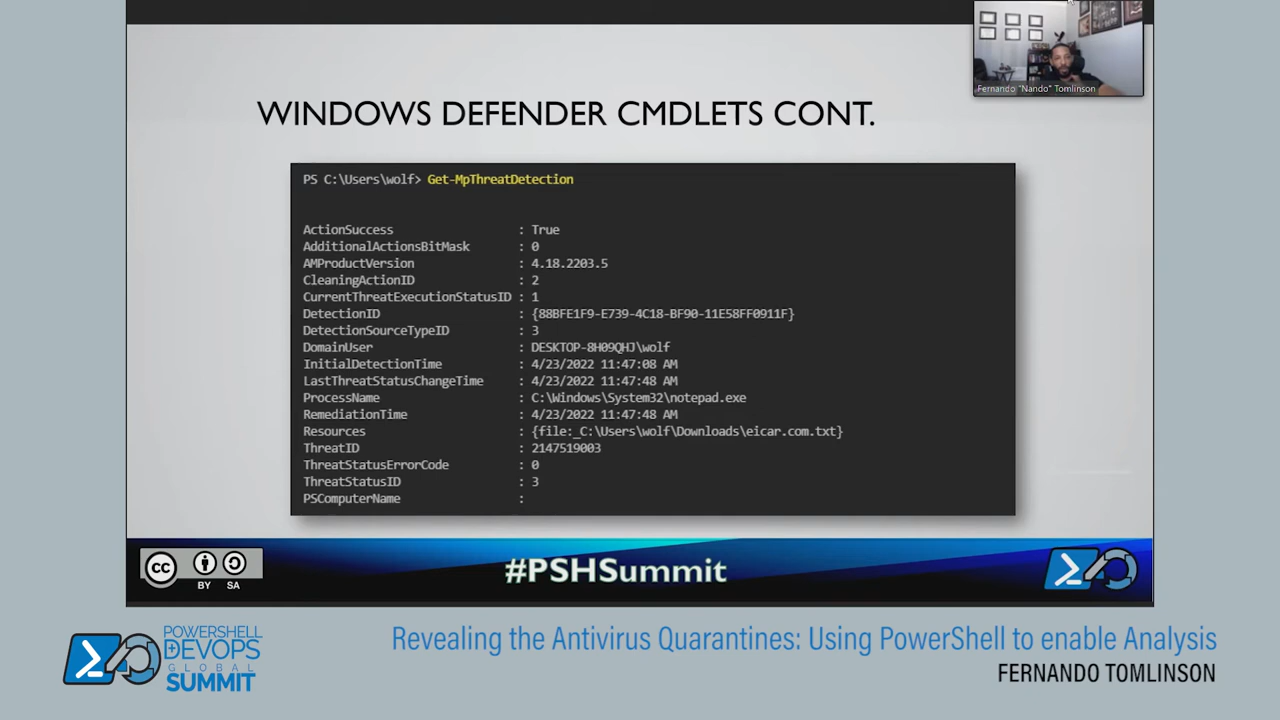 Fernando "Nando" Tomlinson
WINDOWS DEFENDER CMDLETS CONT.
PS C:\Users\wolf> Get-MpThreatDetection
ActionSuccess : True
AdditionalActionsBitMask : 0
AMProductVersion : 4.18.2203.5
CleaningActionID : 2
CurrentThreatExecutionStatusID : 1
DetectionID : {88BFE1F9-E739-4C18-BF90-11E58FF0911F}
DetectionSourceTypeID : 3
DomainUser : DESKTOP-8H09QHJ\wolf
InitialDetectionTime : 4/23/2022 11:47:08 AM
LastThreatStatusChangeTime : 4/23/2022 11:47:48 AM
ProcessName : C:\Windows\System32\notepad.exe
RemediationTime : 4/23/2022 11:47:48 AM
Resources : {file:_C:\Users\wolf\Downloads\eicar.com.txt}
ThreatID : 2147519003
ThreatStatusErrorCode : 0
ThreatStatusID : 3
PSComputerName :
cc BY SA
#PSHSummit
POWERSHELL
DEVOPS
GLOBAL
SUMMIT
Revealing the Antivirus Quarantines: Using PowerShell to enable Analysis
FERNANDO TOMLINSON